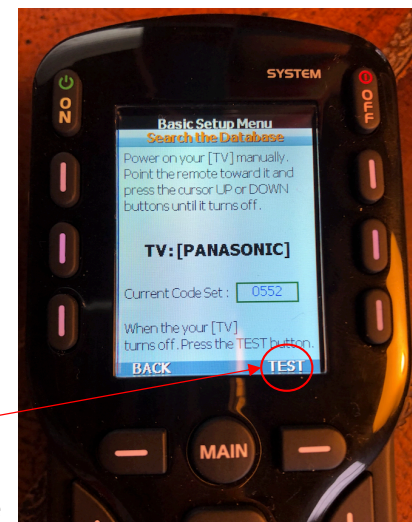 SYSTEM
ON
OFF
Basic Setup Menu
Search the Database
Power on your [TV] manually.
Point the remote toward it and
press the cursor UP or DOWN
buttons until it turns off.
TV:[PANASONIC]
Current Code Set : 0552
When the your [TV]
turns off. Press the TEST button.
BACK TEST
MAIN